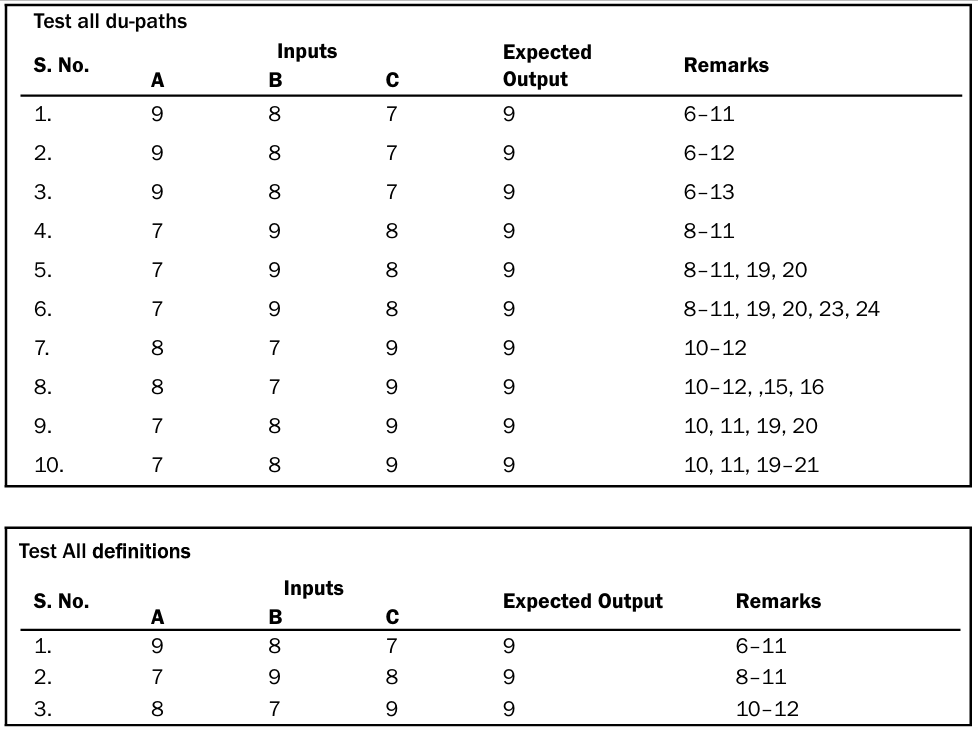 Test all du-paths
Inputs Expected
S. No. Remarks
A B C Output
1. 9 8 7 9 6–11
2. 9 8 7 9 6–12
3. 9 8 7 9 6–13
4. 7 9 8 9 8–11
5. 7 9 8 9 8–11, 19, 20
6. 7 9 8 9 8–11, 19, 20, 23, 24
7. 8 7 9 9 10–12
8. 8 7 9 9 10–12, ,15, 16
9. 7 8 9 9 10, 11, 19, 20
10. 7 8 9 9 10, 11, 19–21
Test All definitions
Inputs
S. No. Expected Output Remarks
A B C
1. 9 8 7 9 6–11
2. 7 9 8 9 8–11
3. 8 7 9 9 10–12